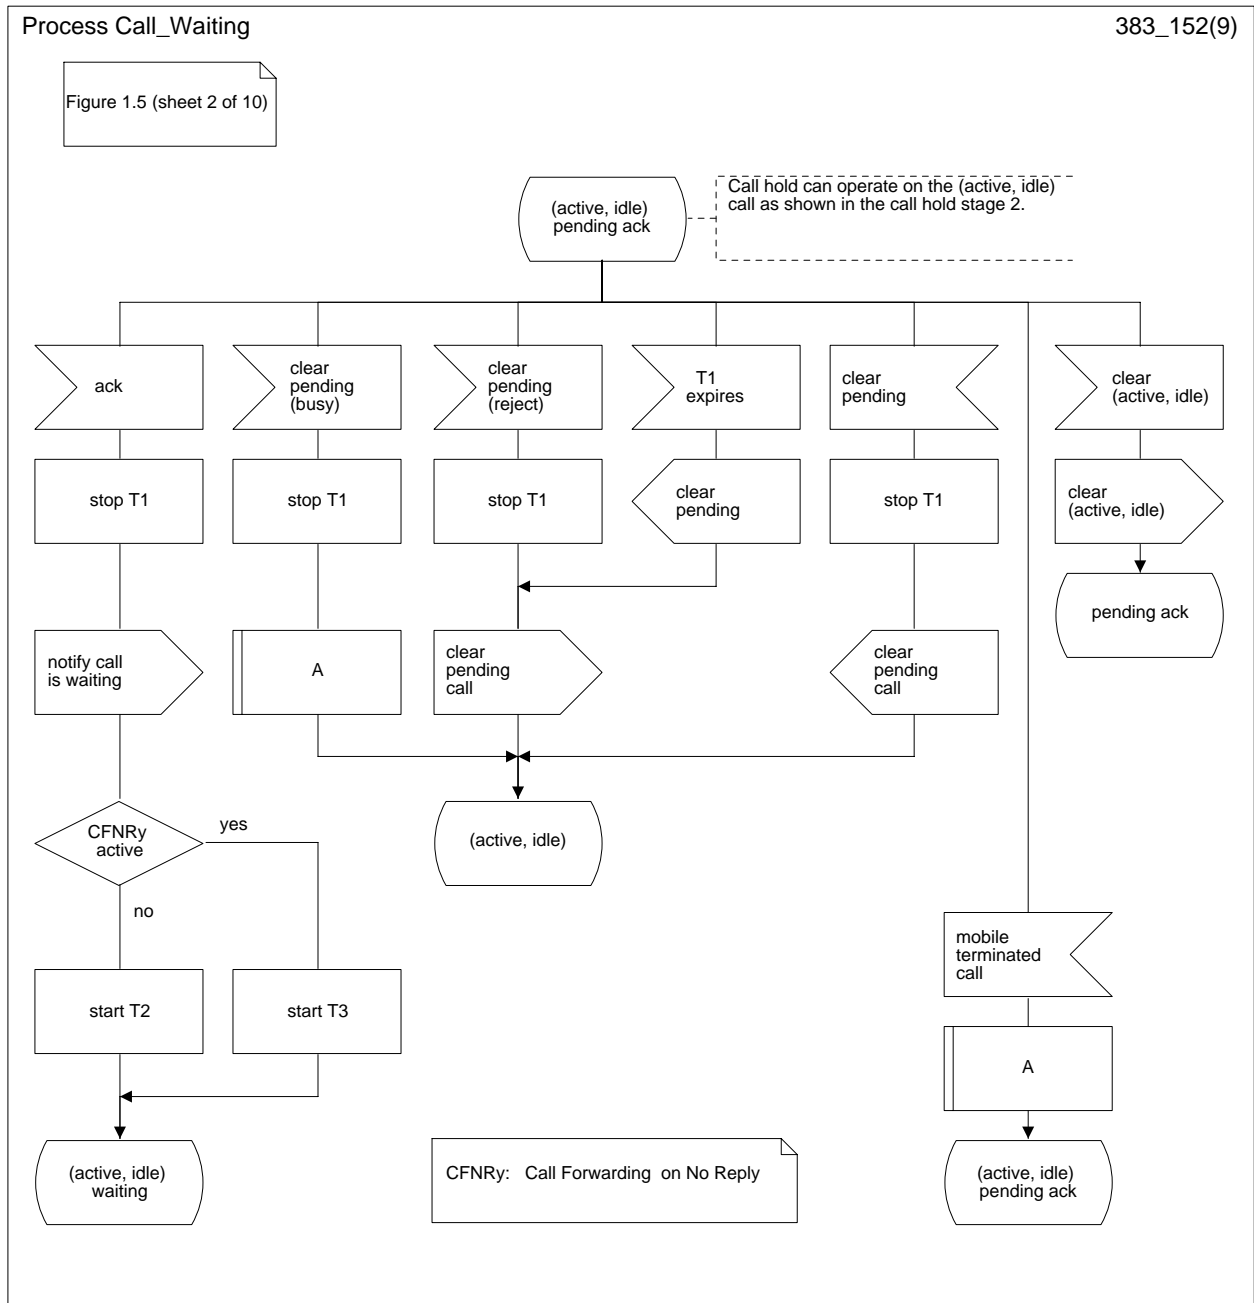 Process Call_Waiting
383_152(9)
Figure 1.5 (sheet 2 of 10)
(active, idle)
pending ack
Call hold can operate on the (active, idle)
call as shown in the call hold stage 2.
ack
clear
pending
(busy)
clear
pending
(reject)
T1
expires
clear
pending
clear
(active, idle)
stop T1
stop T1
stop T1
clear
pending
stop T1
clear
(active, idle)
pending ack
notify call
is waiting
A
clear
pending
call
clear
pending
call
CFNRy
active
yes
no
(active, idle)
mobile
terminated
call
start T2
start T3
A
(active, idle)
waiting
CFNRy: Call Forwarding on No Reply
(active, idle)
pending ack